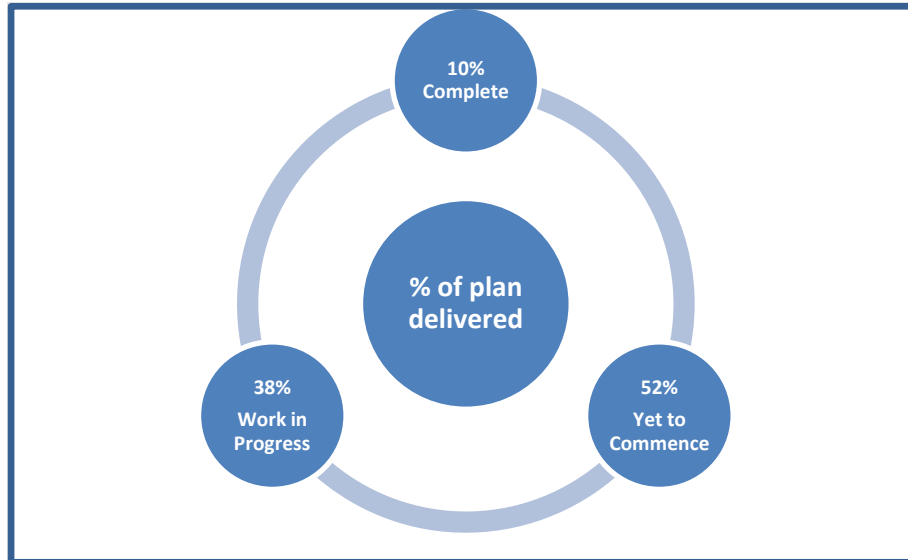 10%
Complete
% of plan
delivered
38%
Work in
Progress
52%
Yet to
Commence